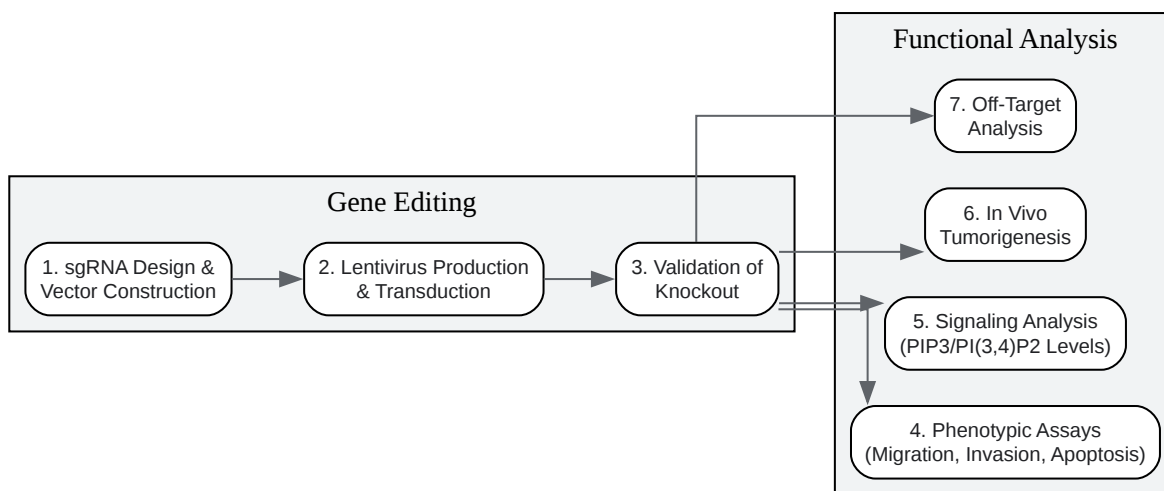 Functional Analysis
7. Off-Target
Analysis
Gene Editing
6. In Vivo
Tumorigenesis
1. sgRNA Design &
Vector Construction
2. Lentivirus Production
& Transduction
3. Validation of
Knockout
5. Signaling Analysis
(PIP3/PI(3,4)P2 Levels)
4. Phenotypic Assays
(Migration, Invasion, Apoptosis)